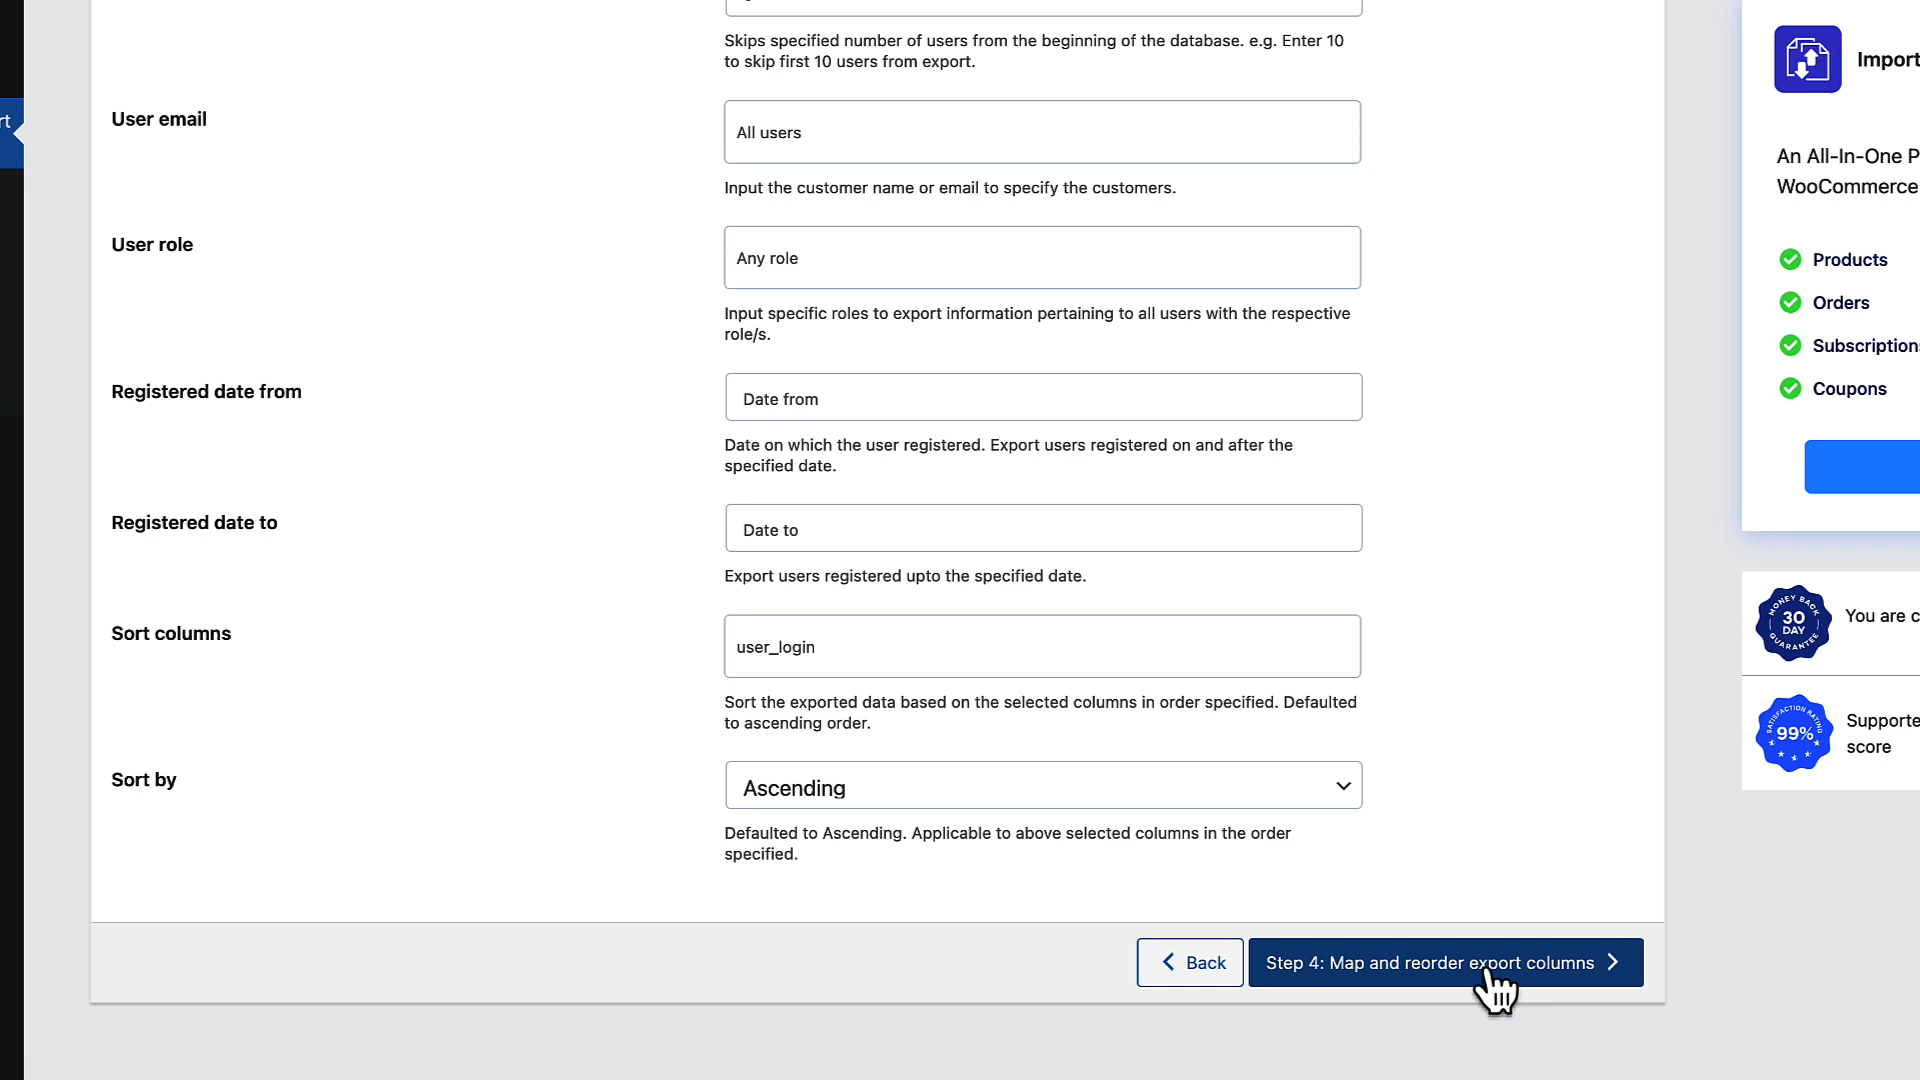 Skips specified number of users from the beginning of the database. e.g. Enter 10
to skip first 10 users from export.
rt
User email
All users
Input the customer name or email to specify the customers.
User role
Any role
Input specific roles to export information pertaining to all users with the respective
role/s.
Registered date from
Date from
Date on which the user registered. Export users registered on and after the
specified date.
Registered date to
Date to
Export users registered upto the specified date.
Sort columns
user_login
Sort the exported data based on the selected columns in order specified. Defaulted
to ascending order.
Sort by
Ascending
Defaulted to Ascending. Applicable to above selected columns in the order
specified.
Back
Step 4: Map and reorder export columns
Import
An All-In-One P
WooCommerce
Products
Orders
Subscriptions
Coupons
MONEY BACK
30
DAY
GUARANTEE
You are c
SATISFACTION RATING
99%
Supporte
score